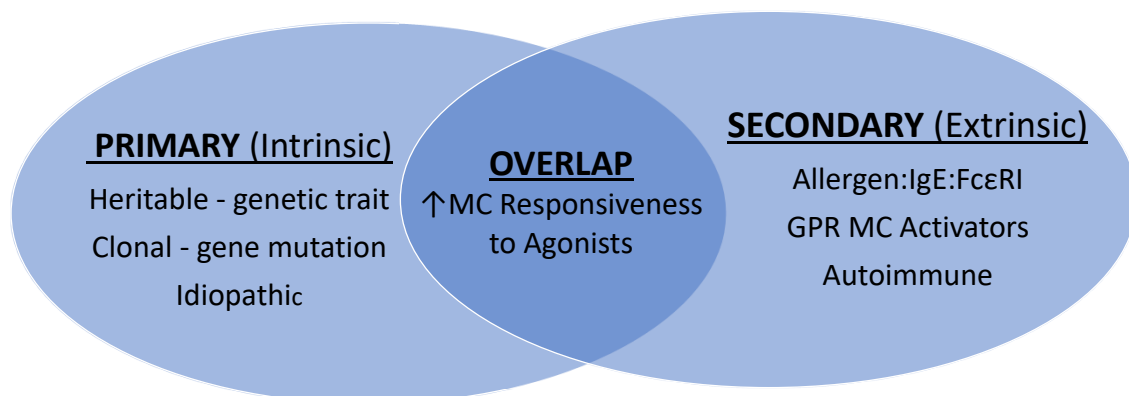 PRIMARY (Intrinsic)
Heritable - genetic trait
Clonal - gene mutation
Idiopathic
OVERLAP
↑MC Responsiveness
to Agonists
SECONDARY (Extrinsic)
Allergen:IgE:FcεRI
GPR MC Activators
Autoimmune